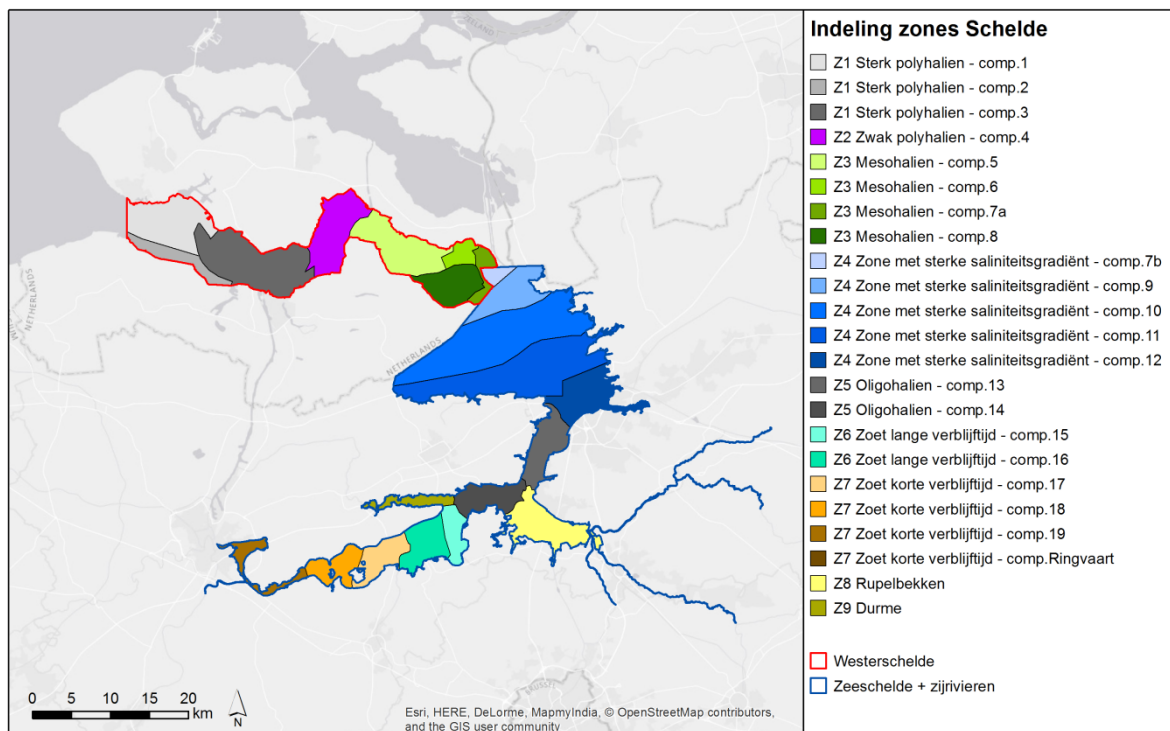 Indeling zones Schelde
Z1 Sterk polyhalien - comp.1
Z1 Sterk polyhalien - comp.2
Z1 Sterk polyhalien - comp.3
Z2 Zwak polyhalien - comp.4
Z3 Mesohalien - comp.5
Z3 Mesohalien - comp.6
Z3 Mesohalien - comp.7a
Z3 Mesohalien - comp.8
Z4 Zone met sterke saliniteitsgradiënt - comp.7b
Z4 Zone met sterke saliniteitsgradiënt - comp.9
Z4 Zone met sterke saliniteitsgradiënt - comp.10
Z4 Zone met sterke saliniteitsgradiënt - comp.11
Z4 Zone met sterke saliniteitsgradiënt - comp.12
Z5 Oligohalien - comp.13
Z5 Oligohalien - comp.14
Z6 Zoet lange verblijftijd - comp.15
Z6 Zoet lange verblijftijd - comp.16
Z7 Zoet korte verblijftijd - comp.17
Z7 Zoet korte verblijftijd - comp.18
Z7 Zoet korte verblijftijd - comp.19
Z7 Zoet korte verblijftijd - comp.Ringvaart
Z8 Rupelbekken
Z9 Durme
Westerschelde
Zeeschelde + zijrivieren
NETHERLANDS
NETHERLANDS
0 5 10 15 20
km
N
Esri, HERE, DeLorme, MapmyIndia, © OpenStreetMap contributors,
and the GIS user community